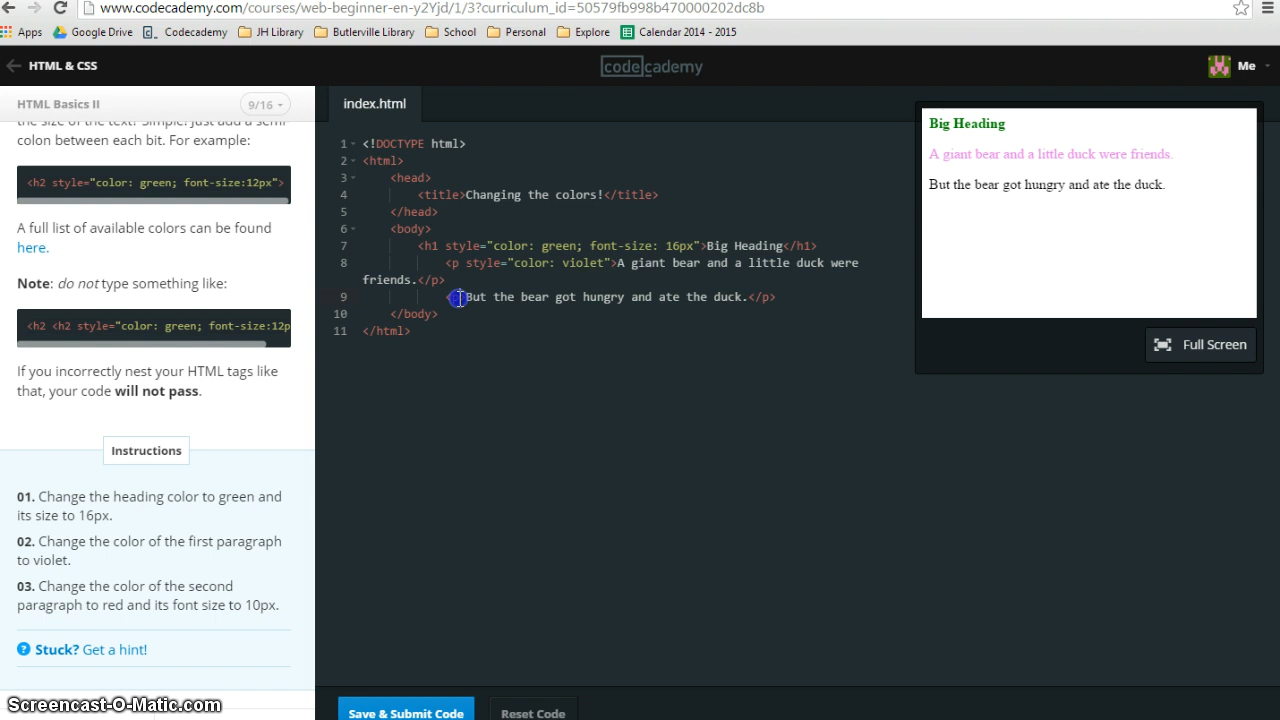 www.codecademy.com/courses/web-beginner-en-y2Yjd/1/3?curriculum_id=50579fb998b470000202dc8b
Apps Google Drive Codecademy JH Library Butlerville Library School Personal Explore Calendar 2014 - 2015
HTML & CSS
codecademy
Me
HTML Basics II
9/16
the size of the text? Simple! Just add a semi
colon between each bit. For example:
<h2 style="color: green; font-size:12px">
A full list of available colors can be found
here.
Note: do not type something like:
<h2 <h2 style="color: green; font-size:12p
If you incorrectly nest your HTML tags like
that, your code will not pass.
Instructions
01. Change the heading color to green and
its size to 16px.
02. Change the color of the first paragraph
to violet.
03. Change the color of the second
paragraph to red and its font size to 10px.
? Stuck? Get a hint!
index.html
1 <!DOCTYPE html>
2 <html>
3 <head>
4 <title>Changing the colors!</title>
5 </head>
6 <body>
7 <h1 style="color: green; font-size: 16px">Big Heading</h1>
8 <p style="color: violet">A giant bear and a little duck were
friends.</p>
9 <p>But the bear got hungry and ate the duck.</p>
10 </body>
11 </html>
Save & Submit Code
Reset Code
Big Heading
A giant bear and a little duck were friends.
But the bear got hungry and ate the duck.
Full Screen
Screencast-O-Matic.com